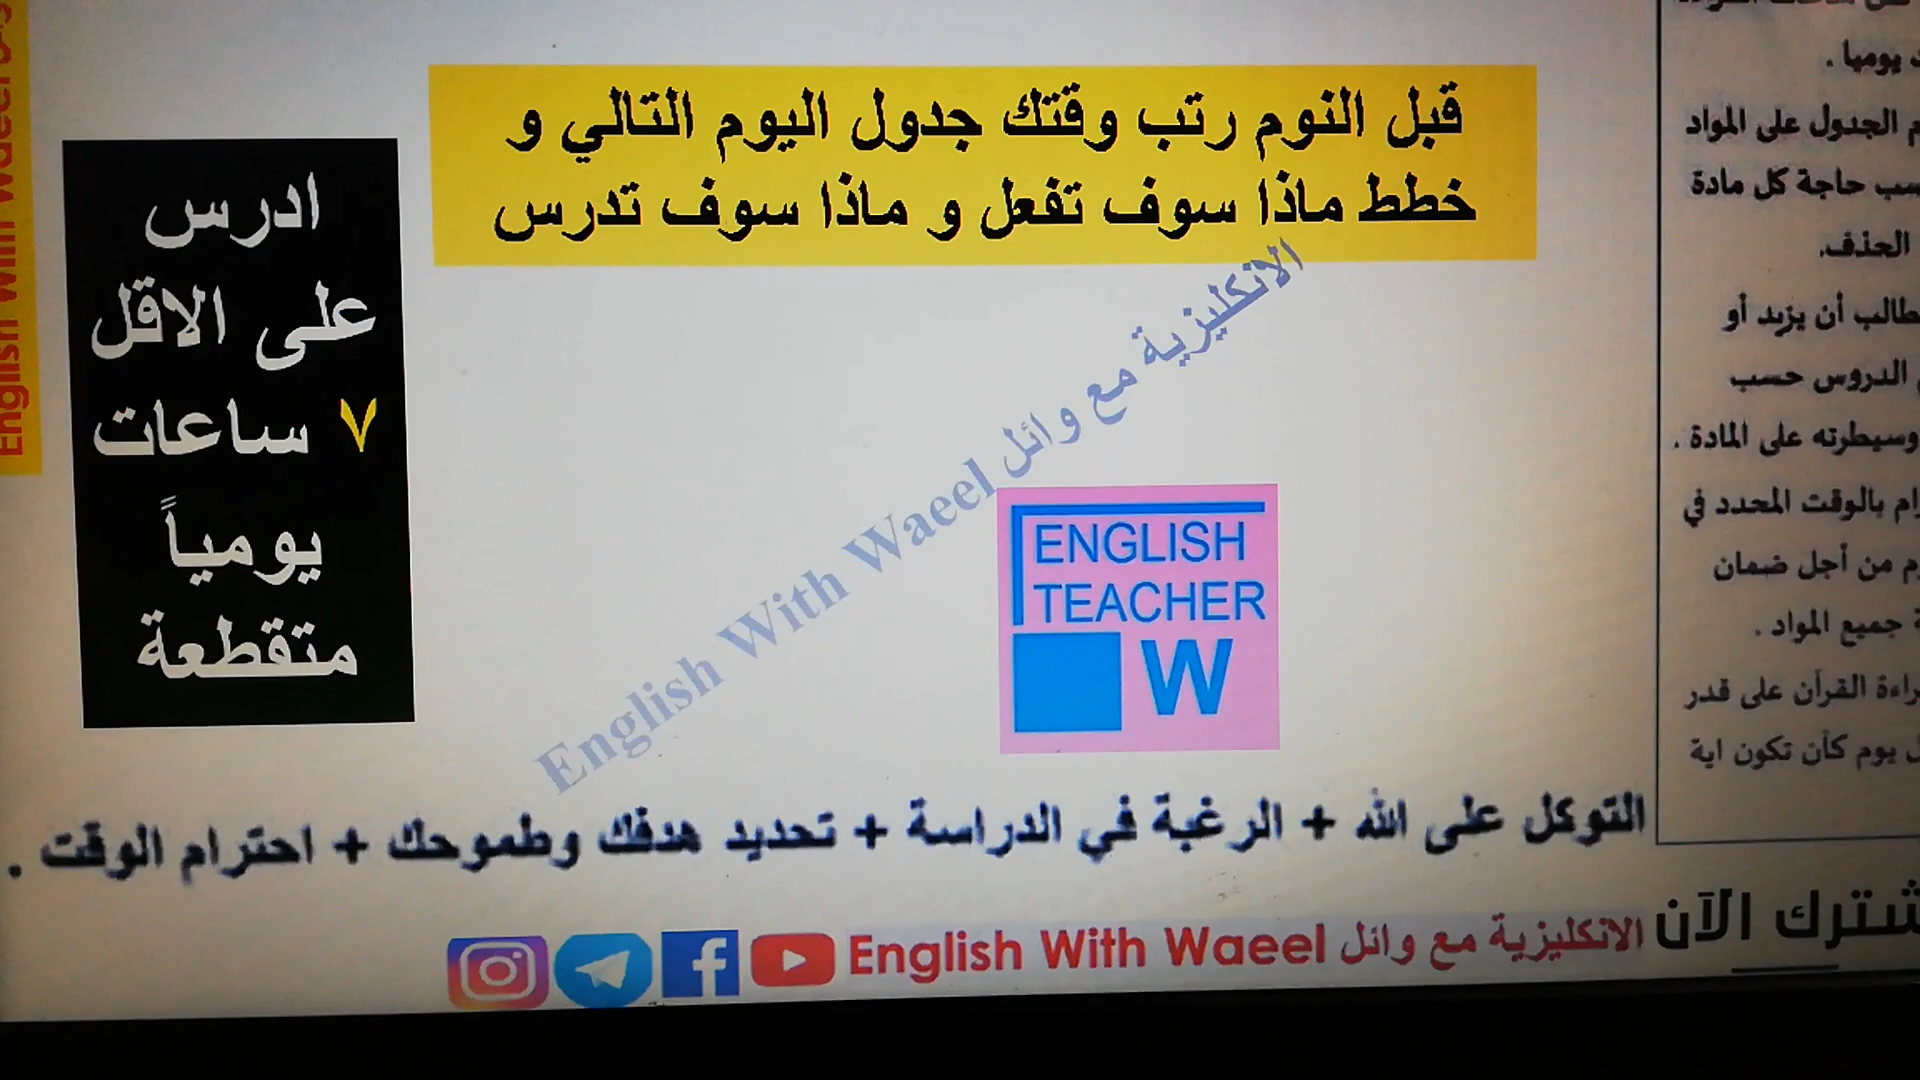 قبل النوم رتب وقتك جدول اليوم التالي و
خطط ماذا سوف تفعل و ماذا سوف تدرس
ادرس
على الاقل
٧ ساعات
يومياً
متقطعة
يوميا .
الجدول على المواد
حاجة كل مادة
الحذف.
أن يزيد أو
الدروس حسب
وسيطرته على المادة .
بالوقت المحدد في
من أجل ضمان
جميع المواد .
القرآن على قدر
يوم كأن تكون اية
English With Waeel الانكليزية مع وائل
ENGLISH
TEACHER
W
التوكل على الله + الرغبة في الدراسة + تحديد هدفك وطموحك + احترام الوقت .
الآن
English With Waeel الانكليزية مع وائل
English With Waeel